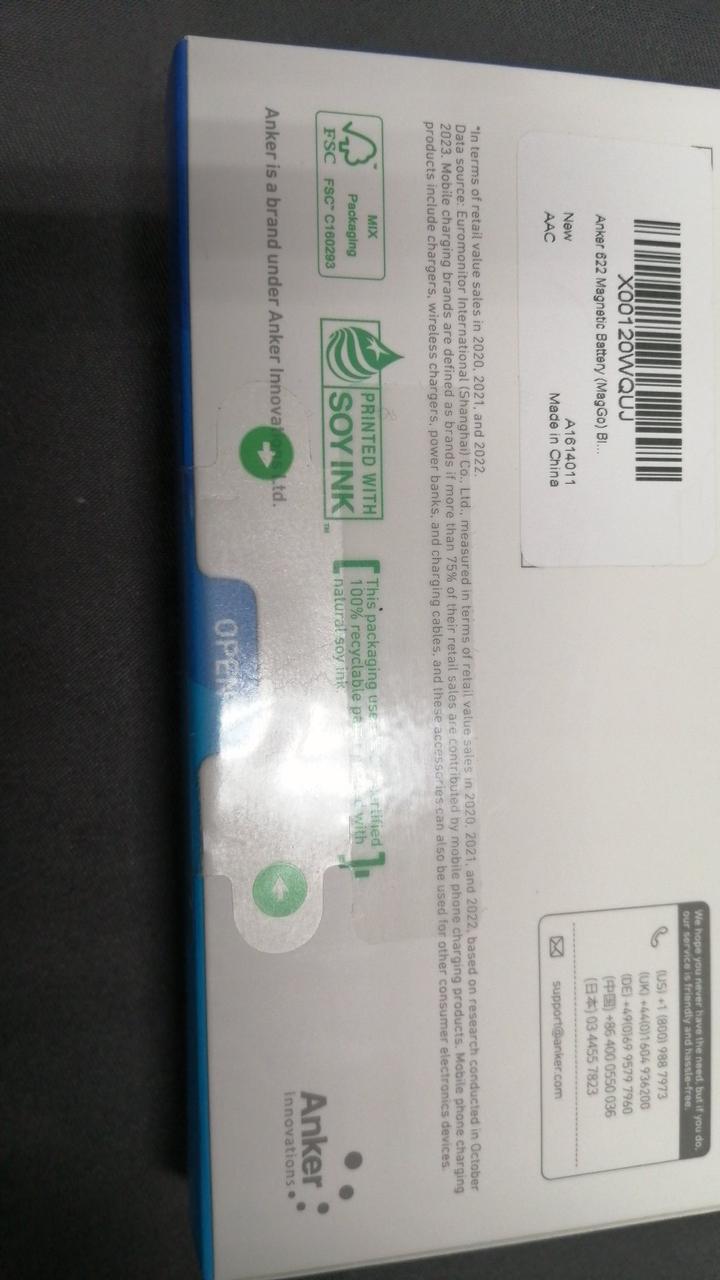 X00120WQUJ
Anker 622 Magnetic Battery (MagGo) Bl...
New
A1614011
AAC
Made in China
We hope you never have the need, but if you do,
our service is friendly and hassle-free.
(US) +1 (800) 988 7973
(UK) +44(0)1604 936200
(DE) +49(0)69 9579 7960
(中国) +86 400 0550 036
(日本) 03 4455 7823
support@anker.com
*In terms of retail value sales in 2020, 2021, and 2022.
Data source: Euromonitor International (Shanghai) Co., Ltd., measured in terms of retail value sales in 2020, 2021, and 2022, based on research conducted in October
2023. Mobile charging brands are defined as brands if more than 75% of their retail sales are contributed by mobile phone charging products. Mobile phone charging
products include chargers, wireless chargers, power banks, and charging cables, and these accessories can also be used for other consumer electronics devices.
MIX
Packaging
FSC
FSC™ C160293
PRINTED WITH
SOY INK
TM
This packaging
100% recyclable with
natural soy ink
Anker is a brand under Anker Ltd.
OPEN
Anker
innovations